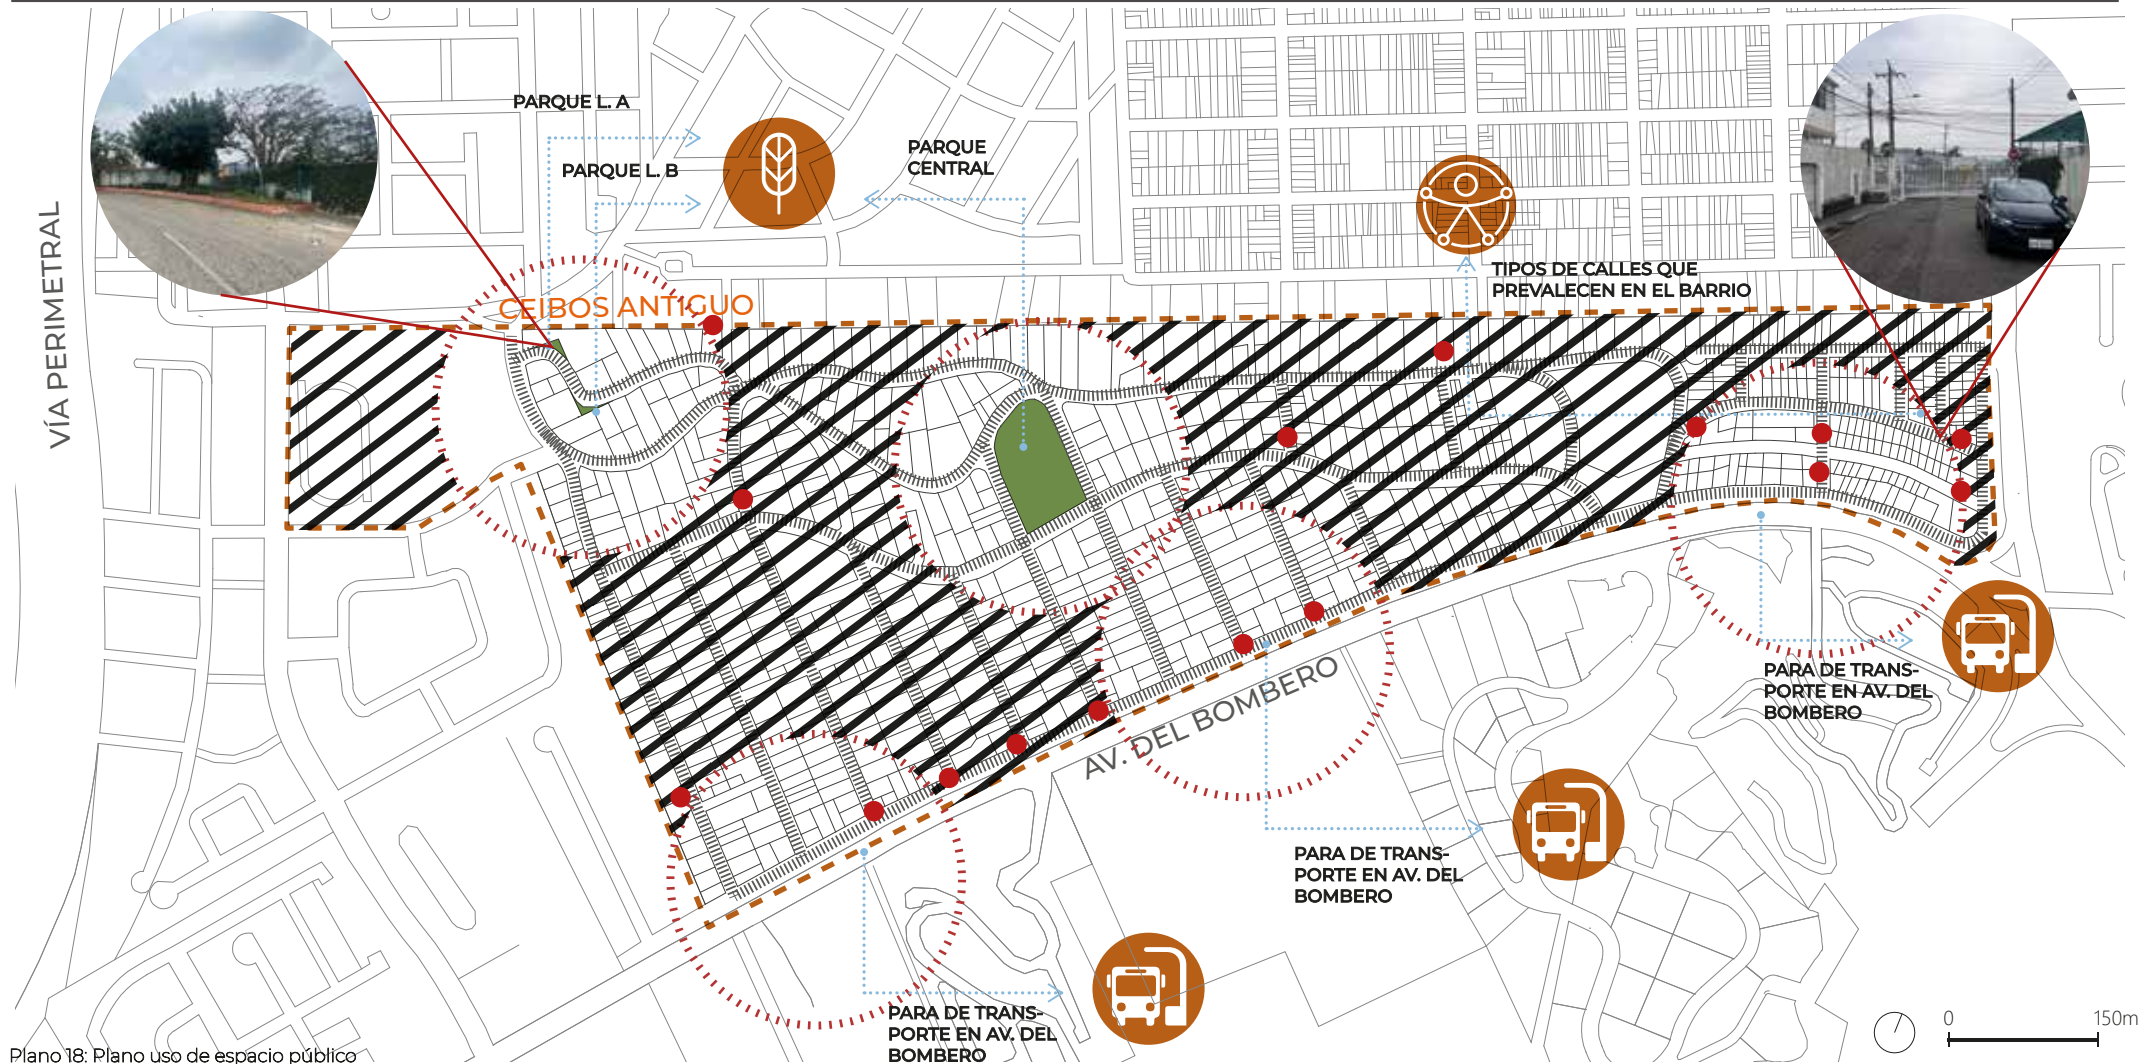 PARQUE L. A
PARQUE L. B
PARQUE
CENTRAL
VÍA PERIMETRAL
CEIBOS ANTIGUO
TIPOS DE CALLES QUE
PREVALECEN EN EL BARRIO
AV. DEL BOMBERO
PARA DE TRANS-
PORTE EN AV. DEL
BOMBERO
PARA DE TRANS-
PORTE EN AV. DEL
BOMBERO
PARA DE TRANS-
PORTE EN AV. DEL
BOMBERO
0 150m
Plano 18: Plano uso de espacio público